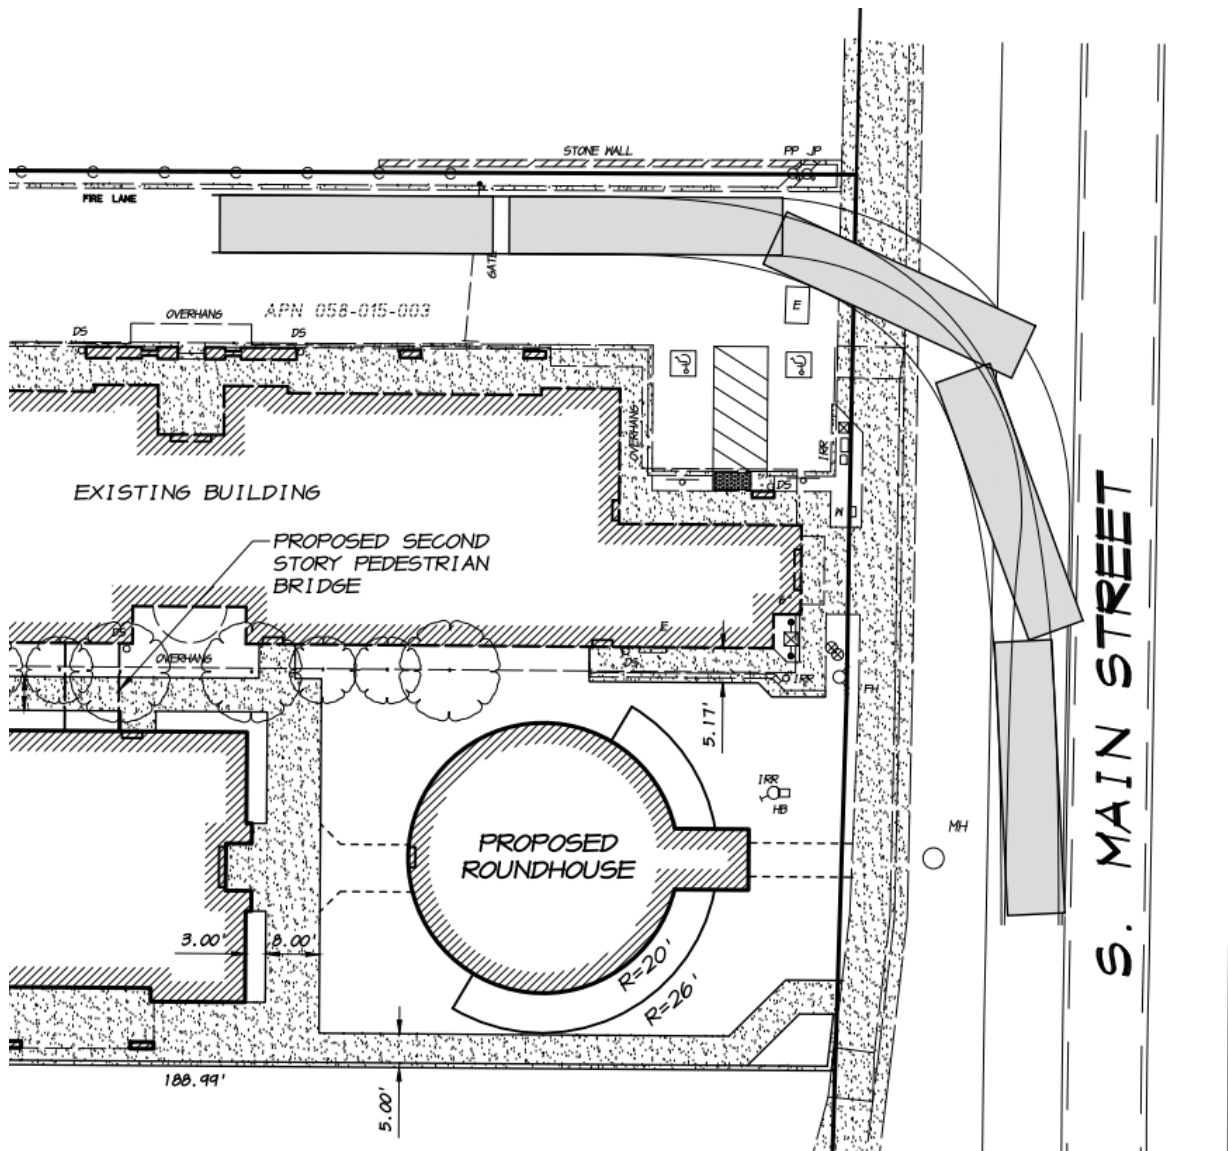 STONE WALL
PP JP
FIRE LANE
GATE
E
OVERHANG
APN 058-015-003
DS
DS
OVERHANG
IRR
DS
EXISTING BUILDING
W
PROPOSED SECOND
STORY PEDESTRIAN
BRIDGE
S. MAIN STREET
DS
E
OVERHANG
DS
IRR
FH
5.17'
IRR
HB
MH
PROPOSED
ROUNDHOUSE
3.00'
8.00'
R=20'
R=26'
188.99'
5.00'